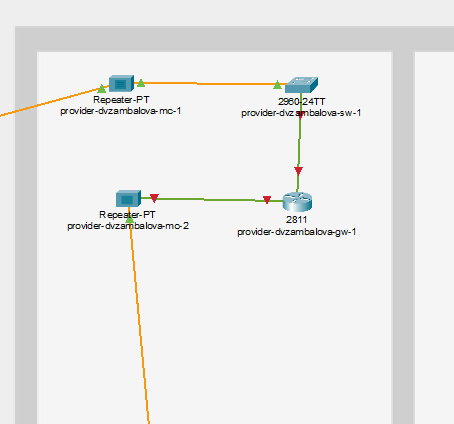 Repeater-PT
provider-dvzambalova-mc-1
2960-24TT
provider-dvzambalova-sw-1
Repeater-PT
provider-dvzambalova-mc-2
2811
provider-dvzambalova-gw-1